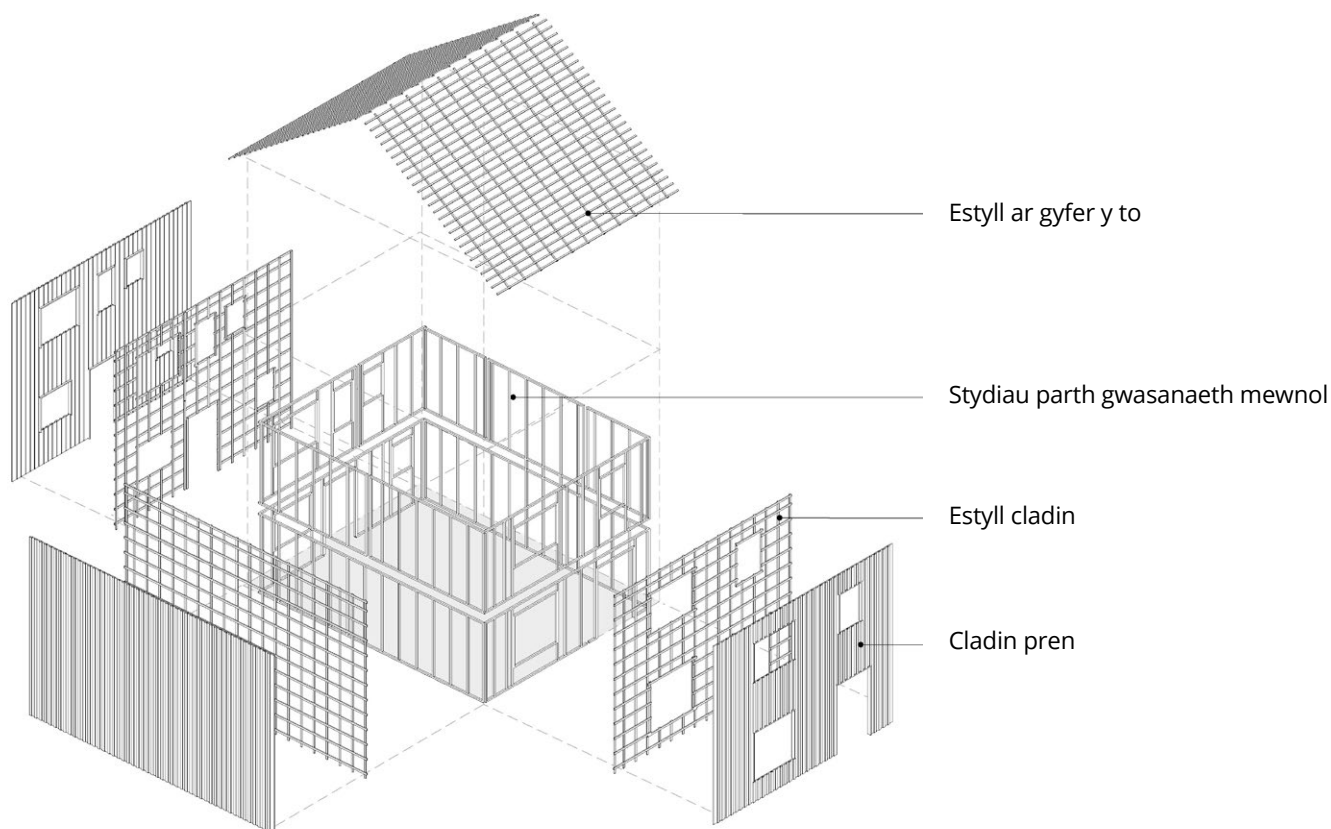 Estyll ar gyfer y to
Stydiau parth gwasanaeth mewnol
Estyll cladin
Cladin pren